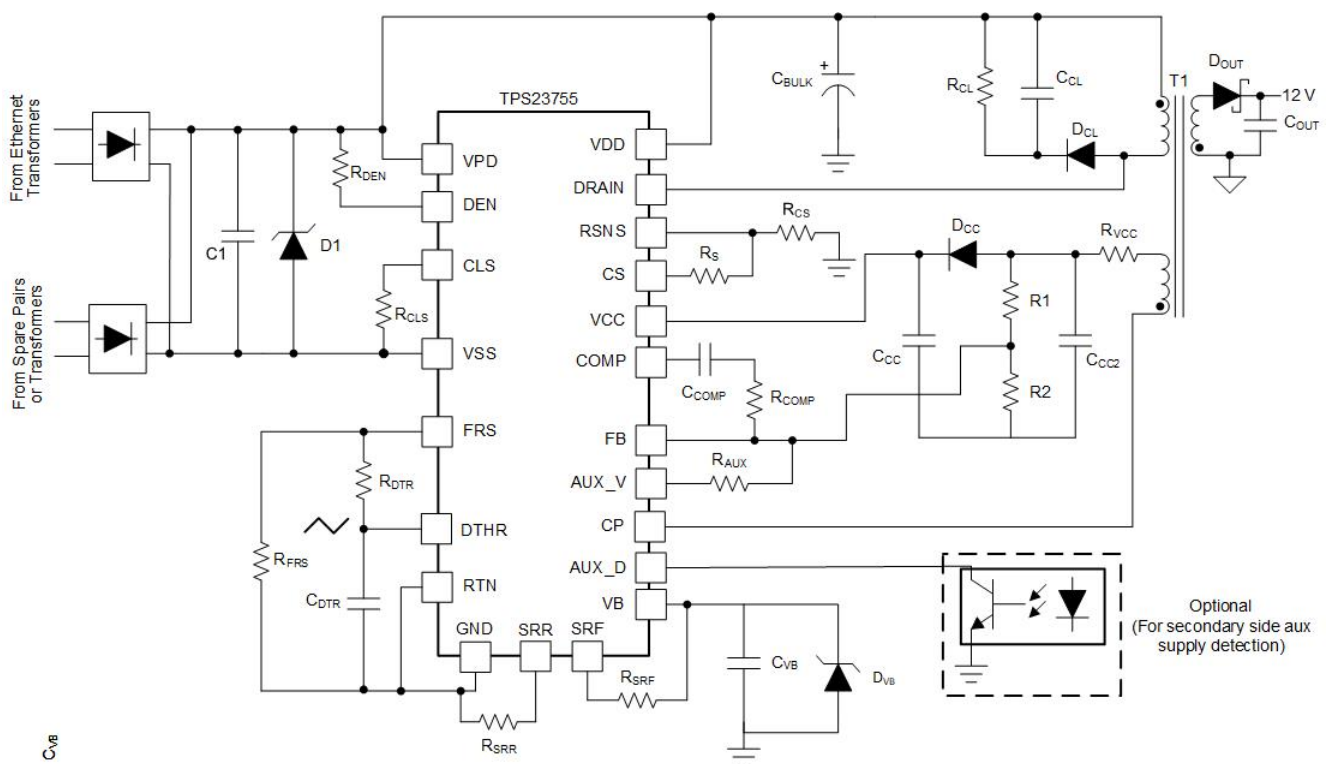 TPS23755
From Ethernet
Transformers
From Spare Pairs
or Transformers
C1
D1
RDEN
RCLS
VPD
DEN
CLS
VSS
FRS
DTHR
RTN
GND
SRR
SRF
VDD
DRAIN
RSNS
CS
VCC
COMP
FB
AUX_V
CP
AUX_D
VB
RFRS
RDTR
CDTR
RSRR
RSRF
CVB
DVB
CBULK
+
RCL
CCL
DCL
T1
DOUT
12 V
COUT
RCS
RS
DCC
RVCC
R1
R2
CCC
CCC2
CCOMP
RCOMP
RAUX
Optional
(For secondary side aux
supply detection)
CVB